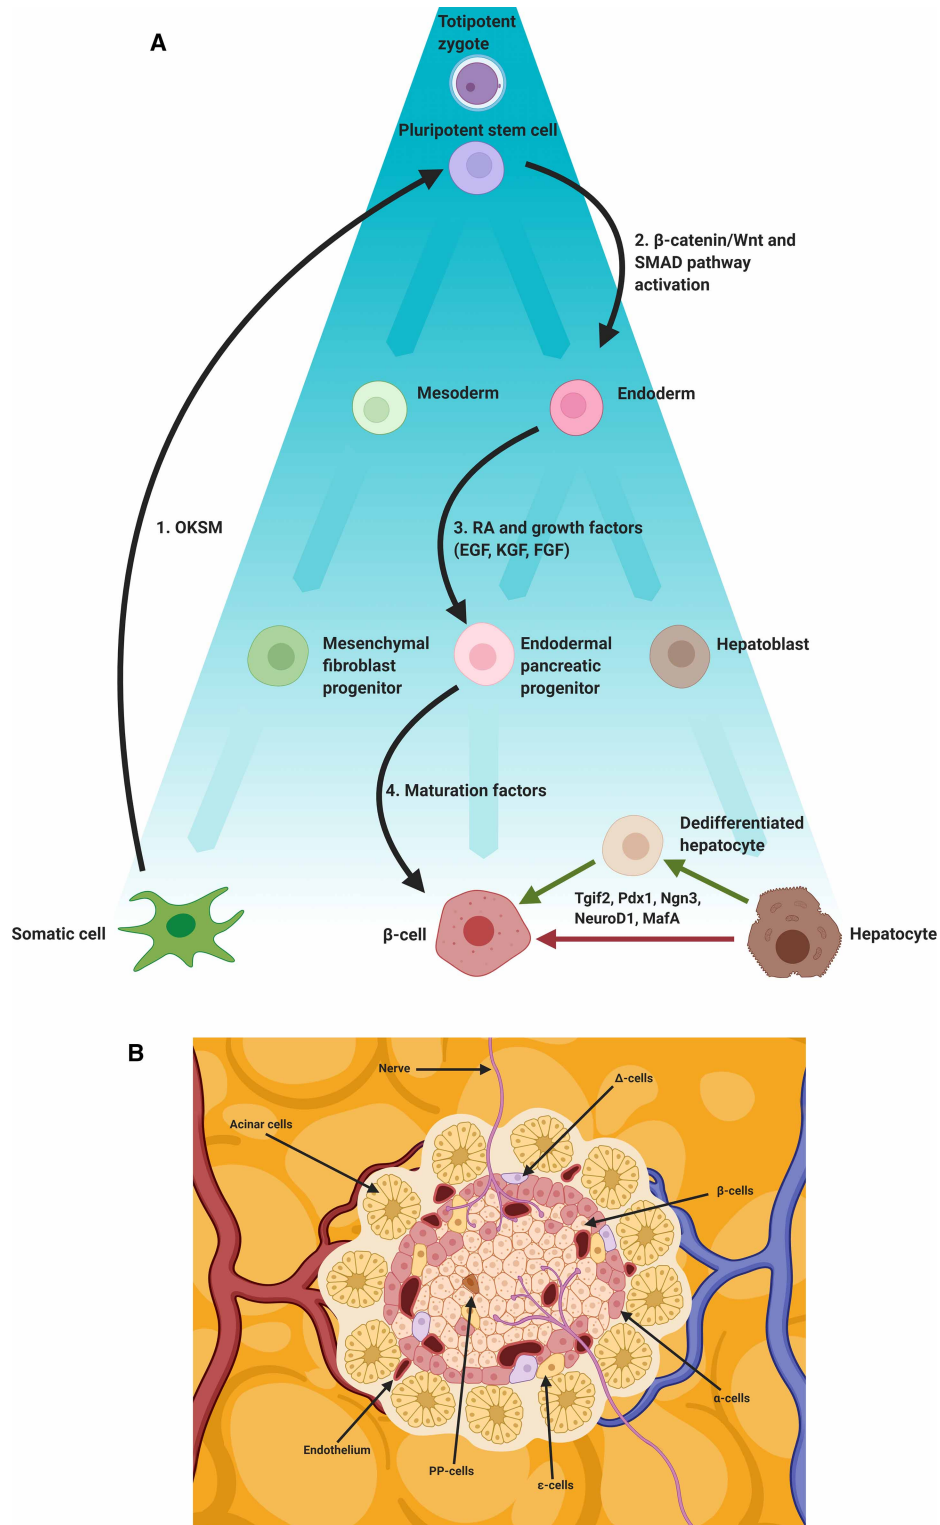 A
Totipotent
zygote
Pluripotent stem cell
2. β-catenin/Wnt and
SMAD pathway
activation
Mesoderm
Endoderm
1. OKSM
3. RA and growth factors
(EGF, KGF, FGF)
Mesenchymal
fibroblast
progenitor
Endodermal
pancreatic
progenitor
Hepatoblast
4. Maturation factors
Dedifferentiated
hepatocyte
Tgif2, Pdx1, Ngn3,
NeuroD1, MafA
Somatic cell
β-cell
Hepatocyte
B
Nerve
Δ-cells
Acinar cells
β-cells
α-cells
Endothelium
PP-cells
ε-cells